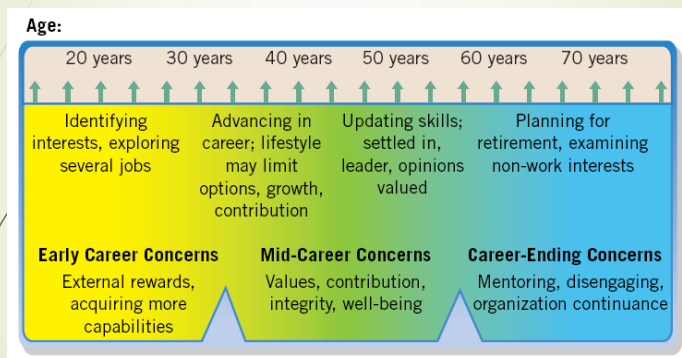 Age:
20 years 30 years 40 years 50 years 60 years 70 years
Identifying
interests, exploring
several jobs
Advancing in
career; lifestyle
may limit
options, growth,
contribution
Updating skills;
settled in,
leader, opinions
valued
Planning for
retirement, examining
non-work interests
Early Career Concerns
External rewards,
acquiring more
capabilities
Mid-Career Concerns
Values, contribution,
integrity, well-being
Career-Ending Concerns
Mentoring, disengaging,
organization continuance